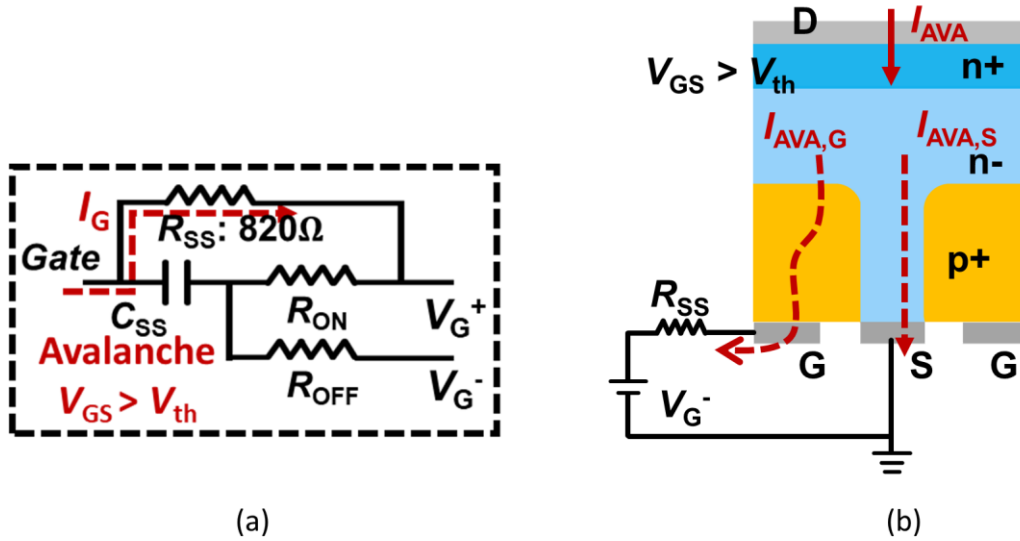 I_G
R_SS: 820Ω
Gate
C_SS
R_ON
V_G^+
Avalanche
R_OFF
V_G^-
V_GS > V_th
(a)
D
I_AVA
n+
V_GS > V_th
I_AVA,G
I_AVA,S
n-
p+
R_SS
G
S
G
V_G^-
(b)